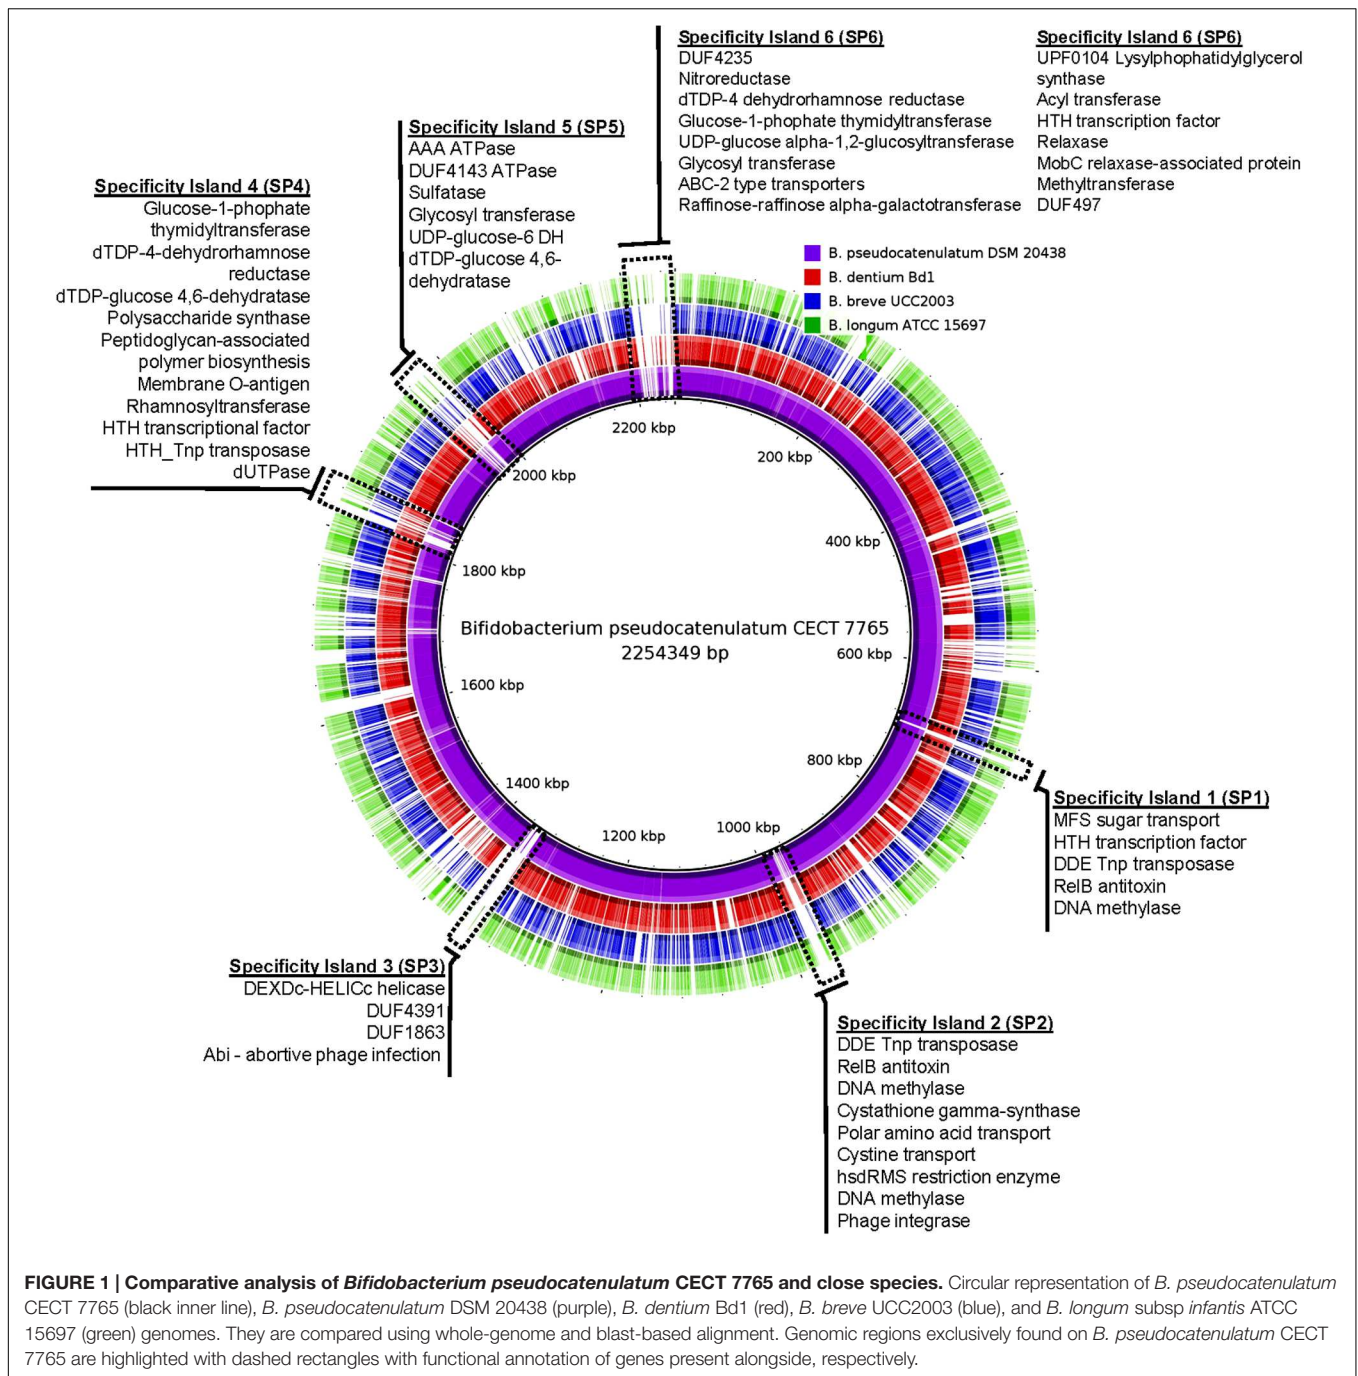 Specificity Island 6 (SP6)
DUF4235
Nitroreductase
dTDP-4 dehydrorhamnose reductase
Glucose-1-phophate thymidyltransferase
UDP-glucose alpha-1,2-glucosyltransferase
Glycosyl transferase
ABC-2 type transporters
Raffinose-raffinose alpha-galactotransferase
Specificity Island 6 (SP6)
UPF0104 Lysylphophatidylglycerol
synthase
Acyl transferase
HTH transcription factor
Relaxase
MobC relaxase-associated protein
Methyltransferase
DUF497
Specificity Island 5 (SP5)
AAA ATPase
DUF4143 ATPase
Sulfatase
Glycosyl transferase
UDP-glucose-6 DH
dTDP-glucose 4,6-
dehydratase
Specificity Island 4 (SP4)
Glucose-1-phophate
thymidyltransferase
dTDP-4-dehydrorhamnose
reductase
dTDP-glucose 4,6-dehydratase
Polysaccharide synthase
Peptidoglycan-associated
polymer biosynthesis
Membrane O-antigen
Rhamnosyltransferase
HTH transcriptional factor
HTH_Tnp transposase
dUTPase
B. pseudocatenulatum DSM 20438
B. dentium Bd1
B. breve UCC2003
B. longum ATCC 15697
2200 kbp
200 kbp
2000 kbp
400 kbp
1800 kbp
Bifidobacterium pseudocatenulatum CECT 7765
2254349 bp
600 kbp
1600 kbp
800 kbp
1400 kbp
1000 kbp
1200 kbp
Specificity Island 1 (SP1)
MFS sugar transport
HTH transcription factor
DDE Tnp transposase
RelB antitoxin
DNA methylase
Specificity Island 3 (SP3)
DEXDc-HELICc helicase
DUF4391
DUF1863
Abi - abortive phage infection
Specificity Island 2 (SP2)
DDE Tnp transposase
RelB antitoxin
DNA methylase
Cystathione gamma-synthase
Polar amino acid transport
Cystine transport
hsdRMS restriction enzyme
DNA methylase
Phage integrase
FIGURE 1 | Comparative analysis of Bifidobacterium pseudocatenulatum CECT 7765 and close species. Circular representation of B. pseudocatenulatum
CECT 7765 (black inner line), B. pseudocatenulatum DSM 20438 (purple), B. dentium Bd1 (red), B. breve UCC2003 (blue), and B. longum subsp infantis ATCC
15697 (green) genomes. They are compared using whole-genome and blast-based alignment. Genomic regions exclusively found on B. pseudocatenulatum CECT
7765 are highlighted with dashed rectangles with functional annotation of genes present alongside, respectively.